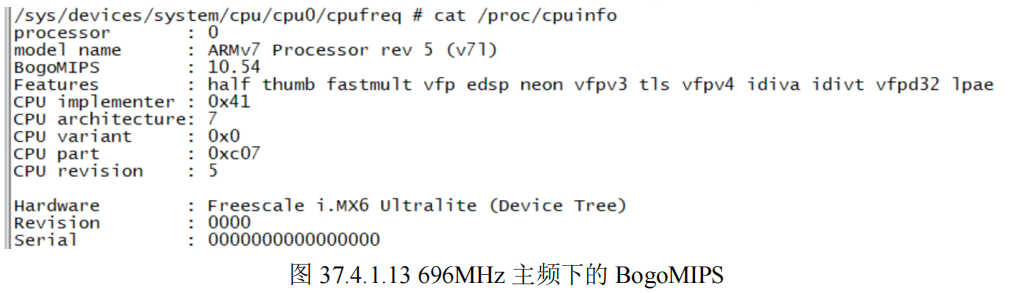 /sys/devices/system/cpu/cpu0/cpufreq # cat /proc/cpuinfo
processor : 0
model name : ARMv7 Processor rev 5 (v7l)
BogoMIPS : 10.54
Features : half thumb fastmult vfp edsp neon vfpv3 tls vfpv4 idiva idivt vfpd32 lpae
CPU implementer : 0x41
CPU architecture: 7
CPU variant : 0x0
CPU part : 0xc07
CPU revision : 5
Hardware : Freescale i.MX6 Ultralite (Device Tree)
Revision : 0000
Serial : 0000000000000000
图 37.4.1.13 696MHz 主频下的 BogoMIPS